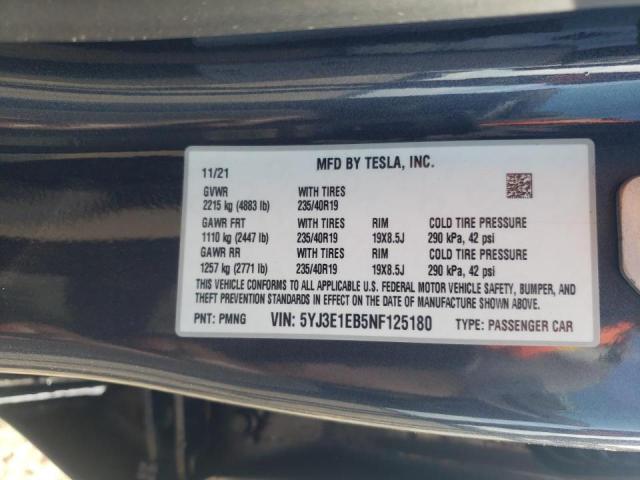 11/21 MFD BY TESLA, INC.
GVWR WITH TIRES
2215 kg (4883 lb) 235/40R19
GAWR FRT WITH TIRES RIM COLD TIRE PRESSURE
1110 kg (2447 lb) 235/40R19 19X8.5J 290 kPa, 42 psi
GAWR RR WITH TIRES RIM COLD TIRE PRESSURE
1257 kg (2771 lb) 235/40R19 19X8.5J 290 kPa, 42 psi
THIS VEHICLE CONFORMS TO ALL APPLICABLE U.S. FEDERAL MOTOR VEHICLE SAFETY, BUMPER, AND
THEFT PREVENTION STANDARDS IN EFFECT ON THE DATE OF MANUFACTURE SHOWN ABOVE.
PNT: PMNG VIN: 5YJ3E1EB5NF125180 TYPE: PASSENGER CAR